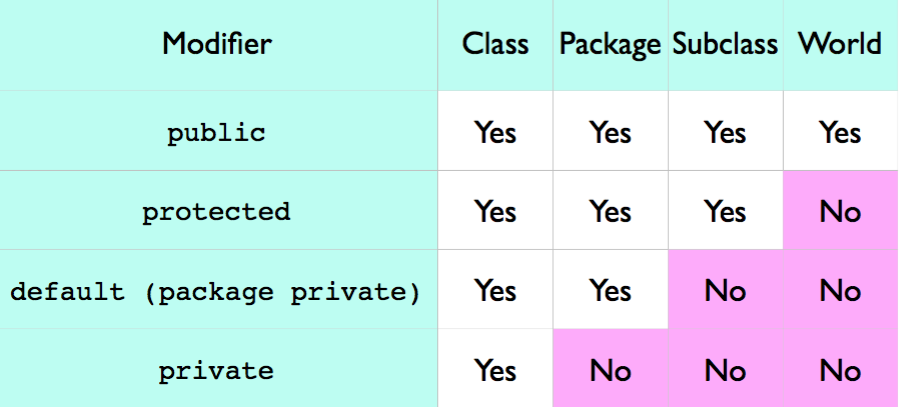 Modifier Class Package Subclass World
public Yes Yes Yes Yes
protected Yes Yes Yes No
default (package private) Yes Yes No No
private Yes No No No